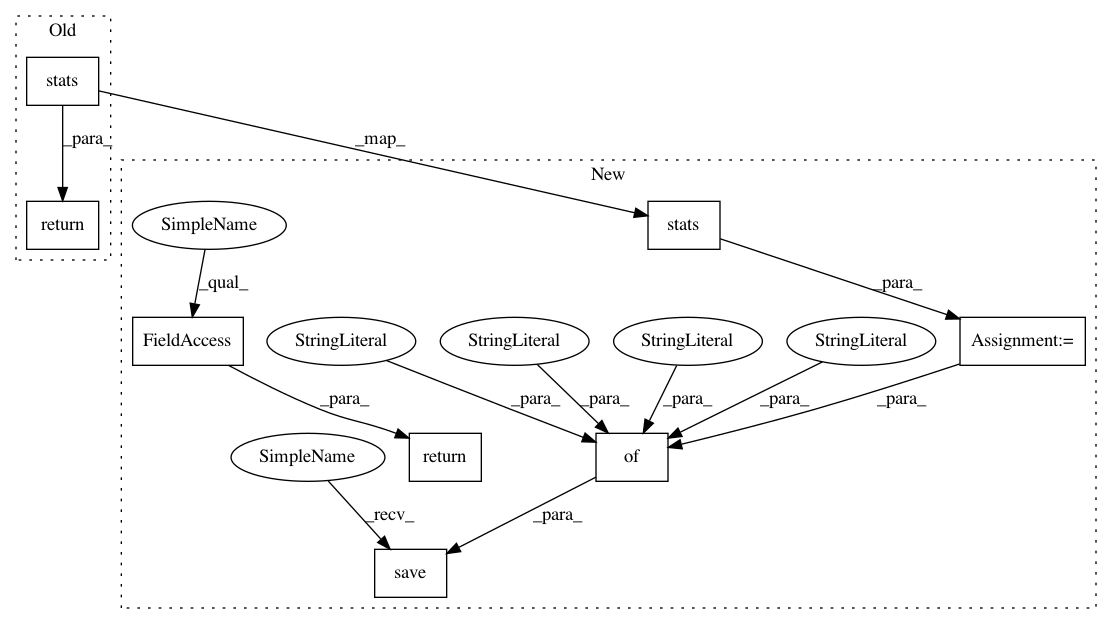 Old
stats
_para_
_map_
return
New
SimpleName
stats
_qual_
_para_
FieldAccess
StringLiteral
StringLiteral
StringLiteral
StringLiteral
Assignment:=
_para_
_para_
_para_
_para_
_para_
_para_
SimpleName
return
of
_recv_
_para_
save